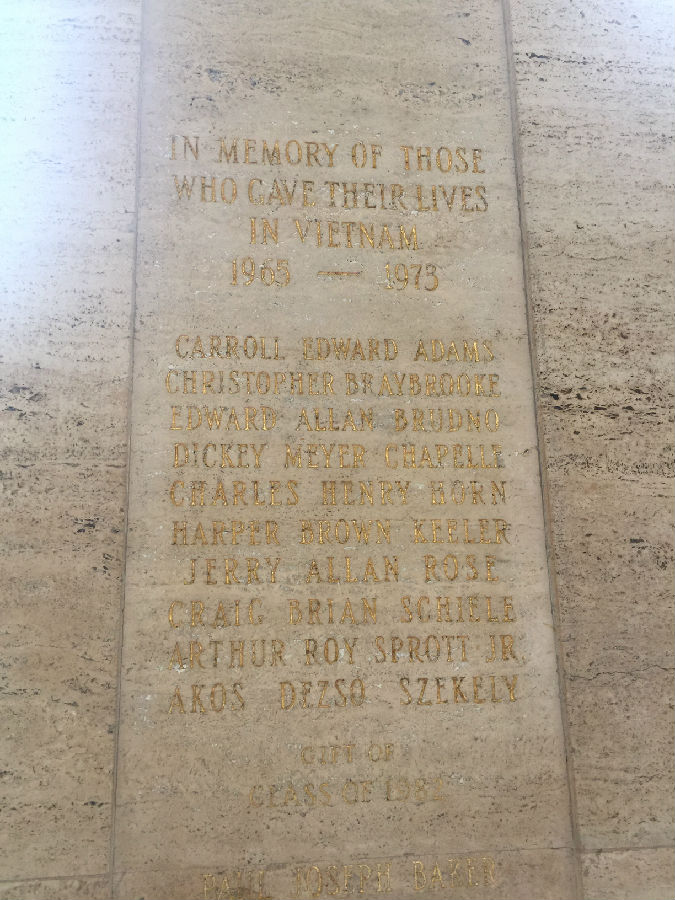 IN MEMORY OF THOSE
WHO GAVE THEIR LIVES
IN VIETNAM
1965 — 1973
CARROLL EDWARD ADAMS
CHRISTOPHER BRAYBROOKE
EDWARD ALLAN BRUDNO
DICKEY MEYER CHAPELLE
CHARLES HENRY HORN
HARPER BROWN KEELER
JERRY ALLAN ROSE
CRAIG BRIAN SCHIELE
ARTHUR ROY SPROTT JR.
AKOS DEZSO SZEKELY
GIFT OF
CLASS OF
PAUL JOSEPH BAKER